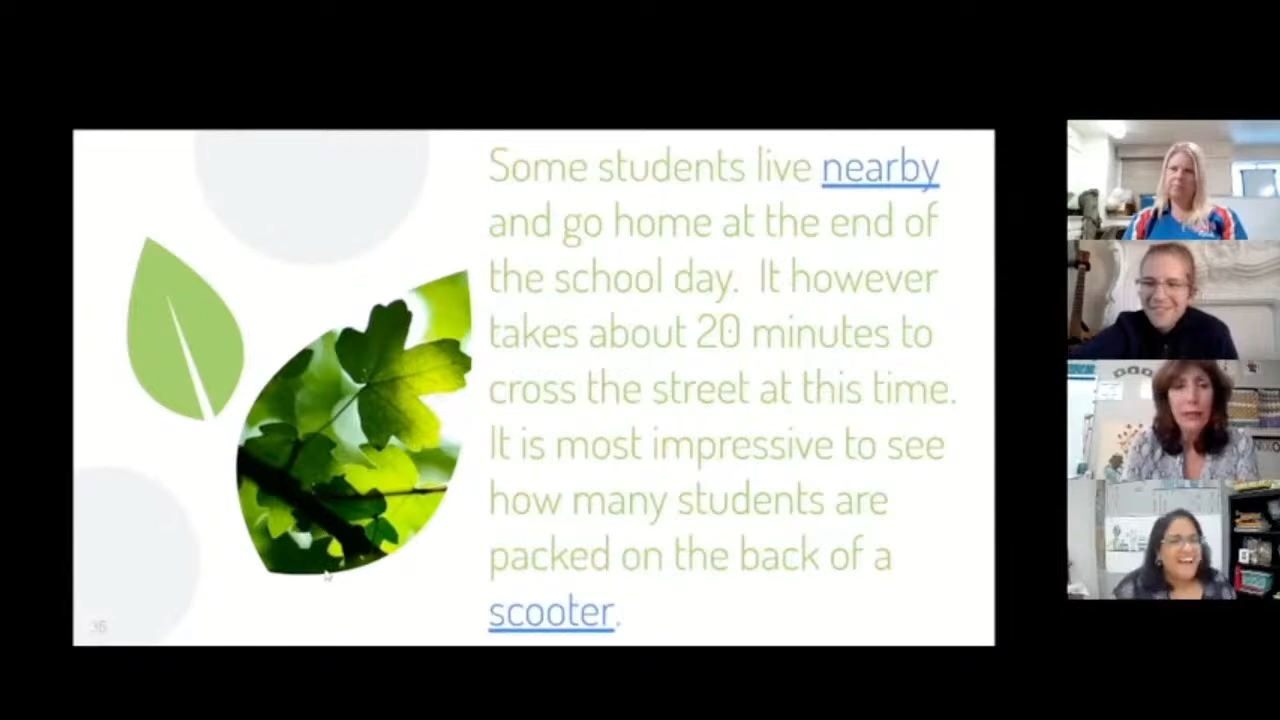 Some students live nearby
and go home at the end of
the school day.  It however
takes about 20 minutes to
cross the street at this time.
It is most impressive to see
how many students are
packed on the back of a
scooter.
36